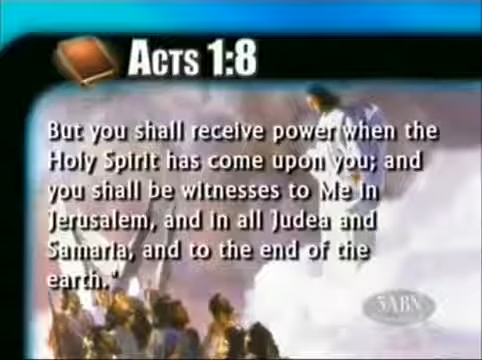 Acts 1:8
But you shall receive power when the
Holy Spirit has come upon you; and
you shall be witnesses to Me in
Jerusalem, and in all Judea and
Samaria, and to the end of the
earth."
3ABN